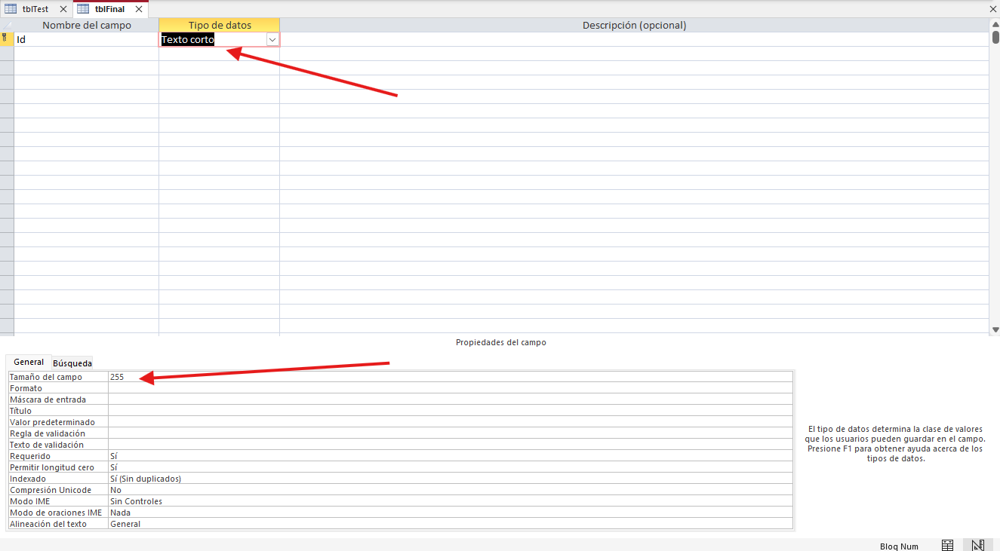 tblTest
tblFinal
Nombre del campo Tipo de datos Descripción (opcional)
Id Texto corto
Propiedades del campo
General Búsqueda
Tamaño del campo 255
Formato
Máscara de entrada
Título
Valor predeterminado
Regla de validación
Texto de validación
Requerido Sí
Permitir longitud cero Sí
Indexado Sí (Sin duplicados)
Compresión Unicode No
Modo IME Sin Controles
Modo de oraciones IME Nada
Alineación del texto General
El tipo de datos determina la clase de valores
que los usuarios pueden guardar en el campo.
Presione F1 para obtener ayuda acerca de los
tipos de datos.
Bloq Num